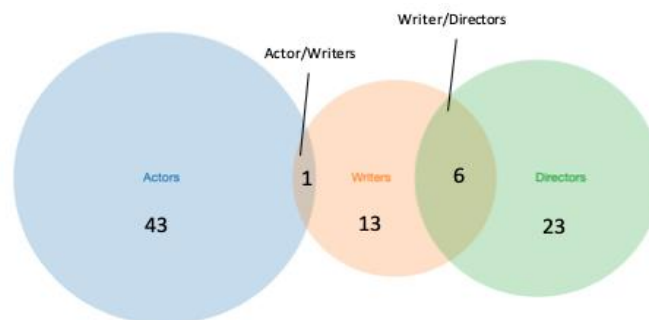 Writer/Directors
Actor/Writers
Actors
1
Writers
6
Directors
43
13
23